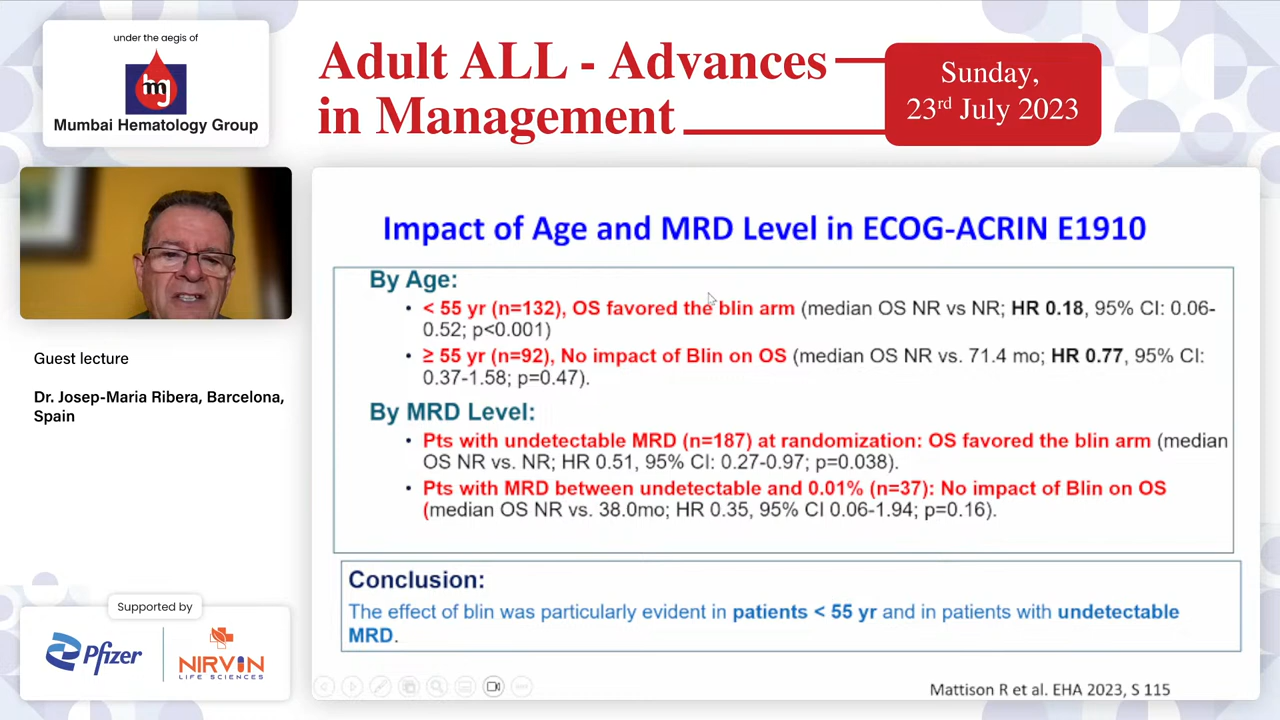 under the aegis of
mj
Mumbai Hematology Group
Adult ALL - Advances
in Management
Sunday,
23rd July 2023
Guest lecture
Dr. Josep-Maria Ribera, Barcelona,
Spain
Supported by
Pfizer
NIRVIN
LIFE SCIENCES
Impact of Age and MRD Level in ECOG-ACRIN E1910
By Age:
• < 55 yr (n=132), OS favored the blin arm (median OS NR vs NR; HR 0.18, 95% CI: 0.06-
0.52; p<0.001)
• ≥ 55 yr (n=92), No impact of Blin on OS (median OS NR vs. 71.4 mo; HR 0.77, 95% CI:
0.37-1.58; p=0.47).
By MRD Level:
• Pts with undetectable MRD (n=187) at randomization: OS favored the blin arm (median
OS NR vs. NR; HR 0.51, 95% CI: 0.27-0.97; p=0.038).
• Pts with MRD between undetectable and 0.01% (n=37): No impact of Blin on OS
(median OS NR vs. 38.0mo; HR 0.35, 95% CI 0.06-1.94; p=0.16).
Conclusion:
The effect of blin was particularly evident in patients < 55 yr and in patients with undetectable
MRD.
Mattison R et al. EHA 2023, S 115